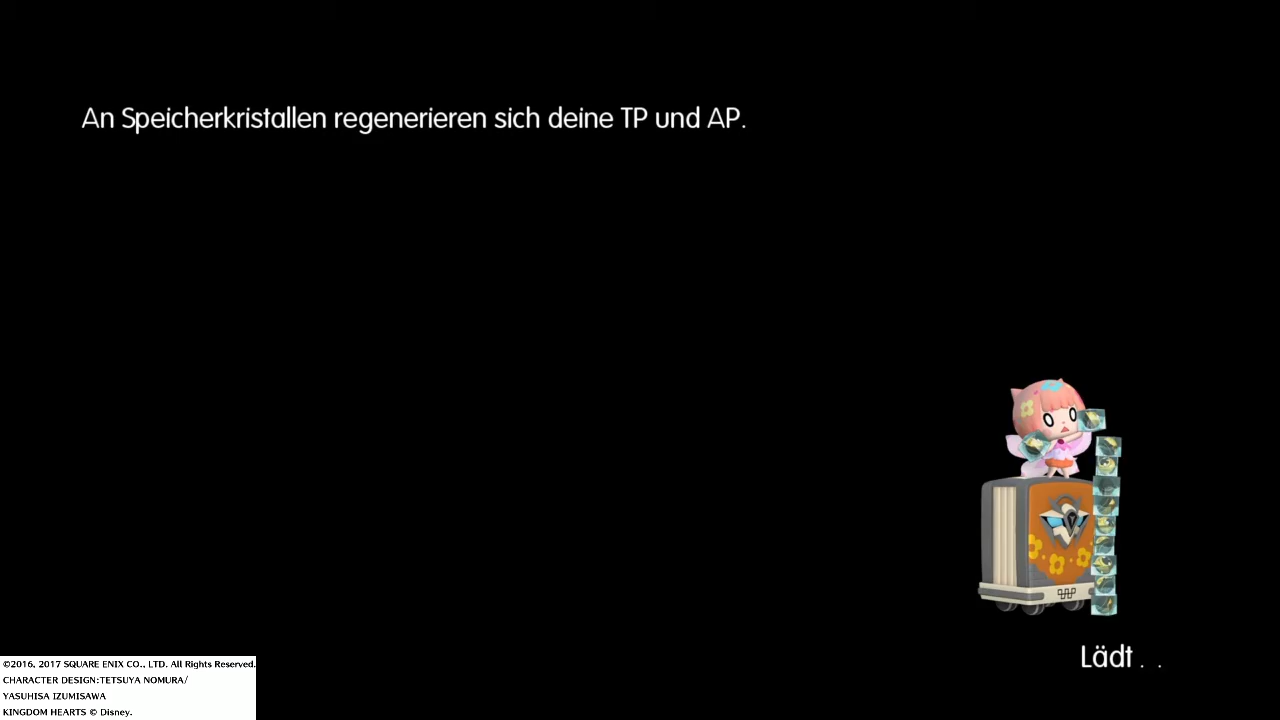 An Speicherkristallen regenerieren sich deine TP und AP.
Lädt . .
©2016, 2017 SQUARE ENIX CO., LTD. All Rights Reserved.
CHARACTER DESIGN:TETSUYA NOMURA/
YASUHISA IZUMISAWA
KINGDOM HEARTS © Disney.